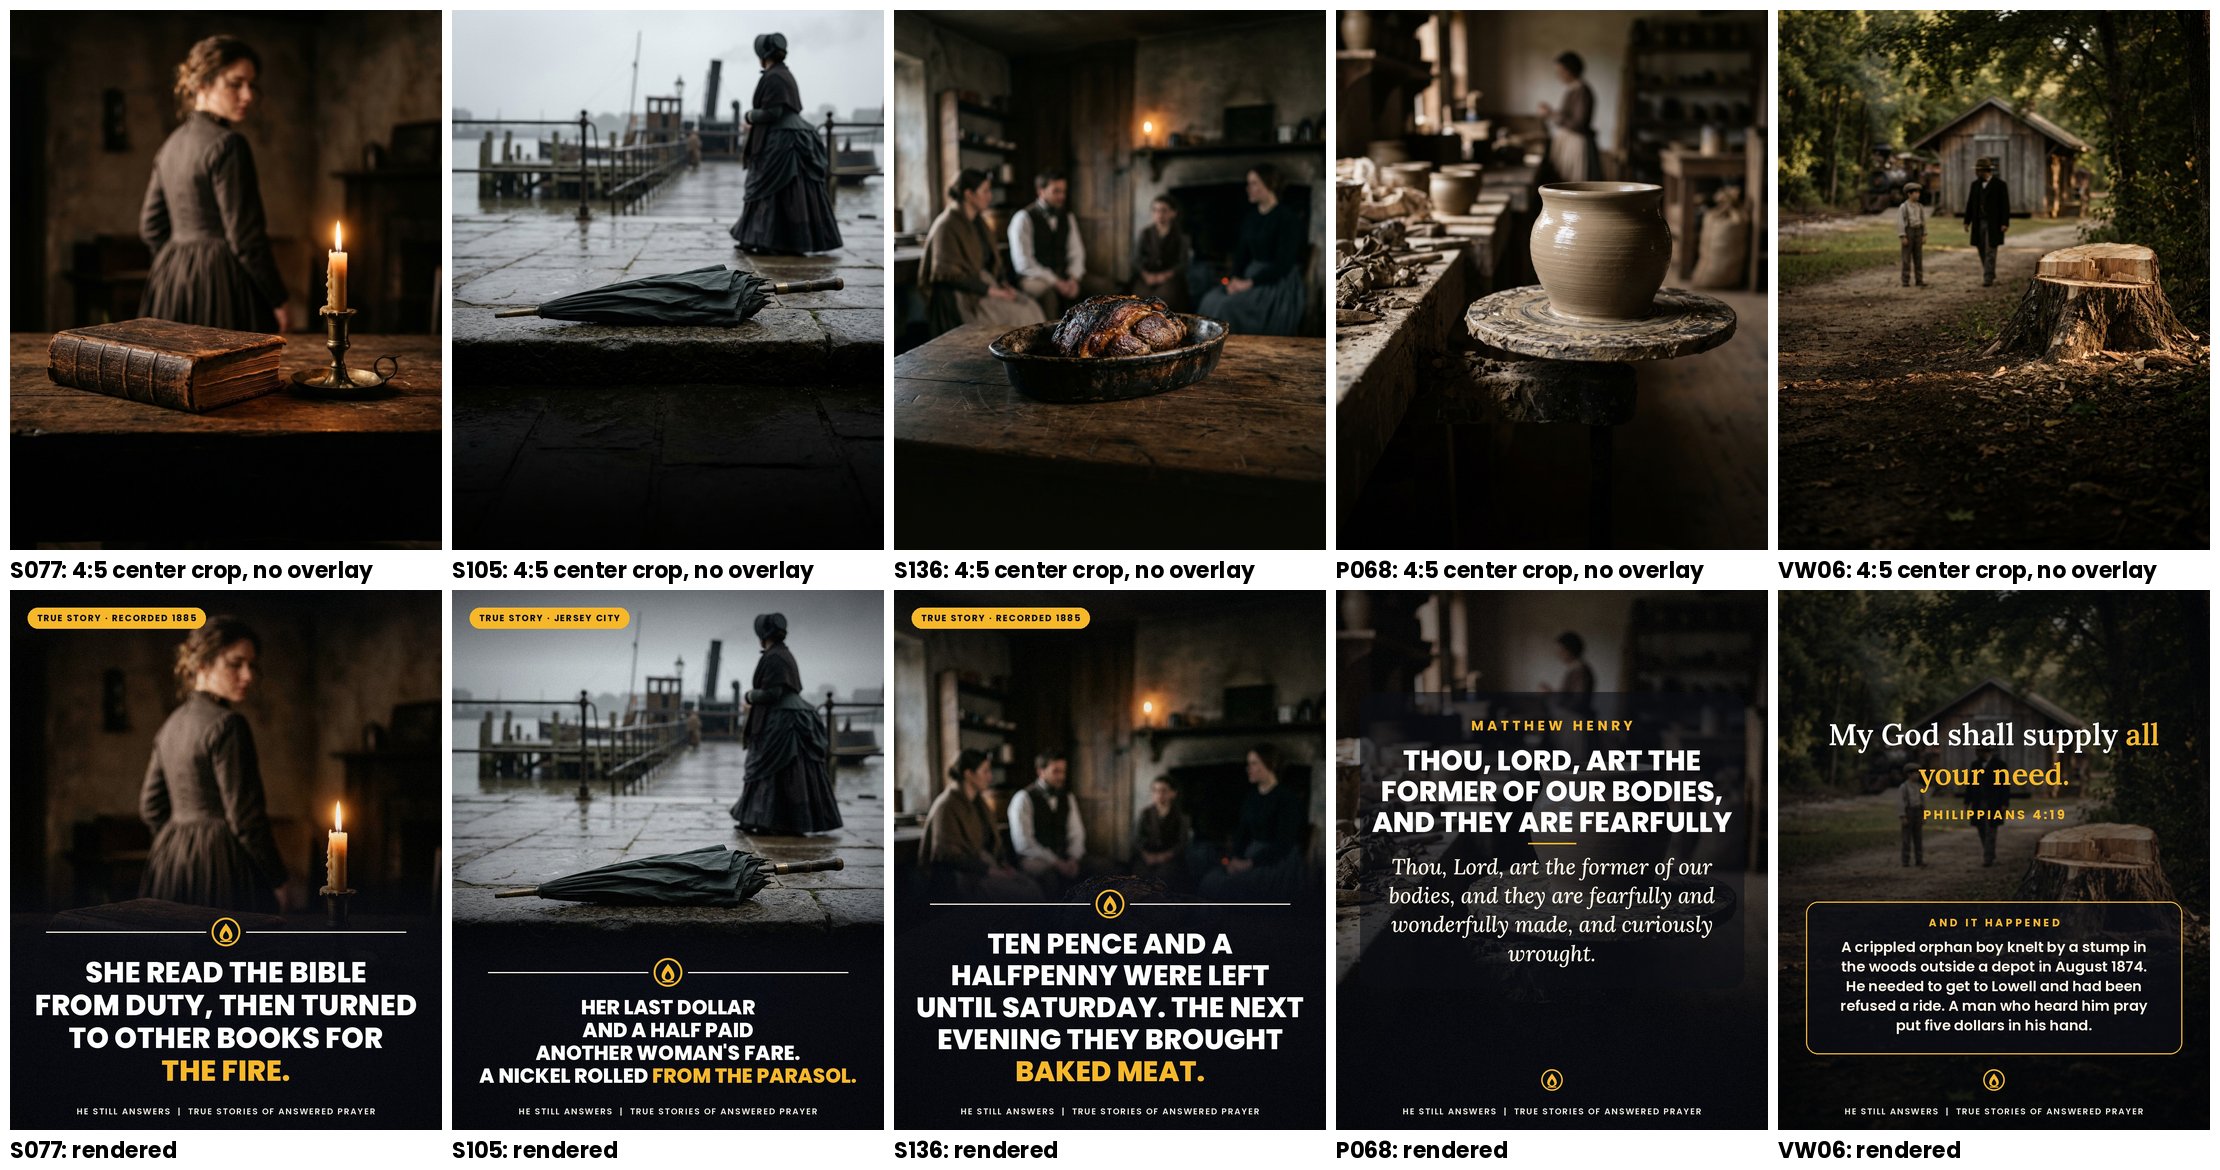 S077: 4:5 center crop, no overlay
S105: 4:5 center crop, no overlay
S136: 4:5 center crop, no overlay
P068: 4:5 center crop, no overlay
VW06: 4:5 center crop, no overlay
TRUE STORY · RECORDED 1885
SHE READ THE BIBLE
FROM DUTY, THEN TURNED
TO OTHER BOOKS FOR
THE FIRE.
HE STILL ANSWERS | TRUE STORIES OF ANSWERED PRAYER
S077: rendered
TRUE STORY · JERSEY CITY
HER LAST DOLLAR
AND A HALF PAID
ANOTHER WOMAN'S FARE.
A NICKEL ROLLED FROM THE PARASOL.
HE STILL ANSWERS | TRUE STORIES OF ANSWERED PRAYER
S105: rendered
TRUE STORY · RECORDED 1885
TEN PENCE AND A
HALFPENNY WERE LEFT
UNTIL SATURDAY. THE NEXT
EVENING THEY BROUGHT
BAKED MEAT.
HE STILL ANSWERS | TRUE STORIES OF ANSWERED PRAYER
S136: rendered
MATTHEW HENRY
THOU, LORD, ART THE
FORMER OF OUR BODIES,
AND THEY ARE FEARFULLY
Thou, Lord, art the former of our
bodies, and they are fearfully and
wonderfully made, and curiously
wrought.
HE STILL ANSWERS | TRUE STORIES OF ANSWERED PRAYER
P068: rendered
My God shall supply all
your need.
PHILIPPIANS 4:19
AND IT HAPPENED
A crippled orphan boy knelt by a stump in
the woods outside a depot in August 1874.
He needed to get to Lowell and had been
refused a ride. A man who heard him pray
put five dollars in his hand.
HE STILL ANSWERS | TRUE STORIES OF ANSWERED PRAYER
VW06: rendered